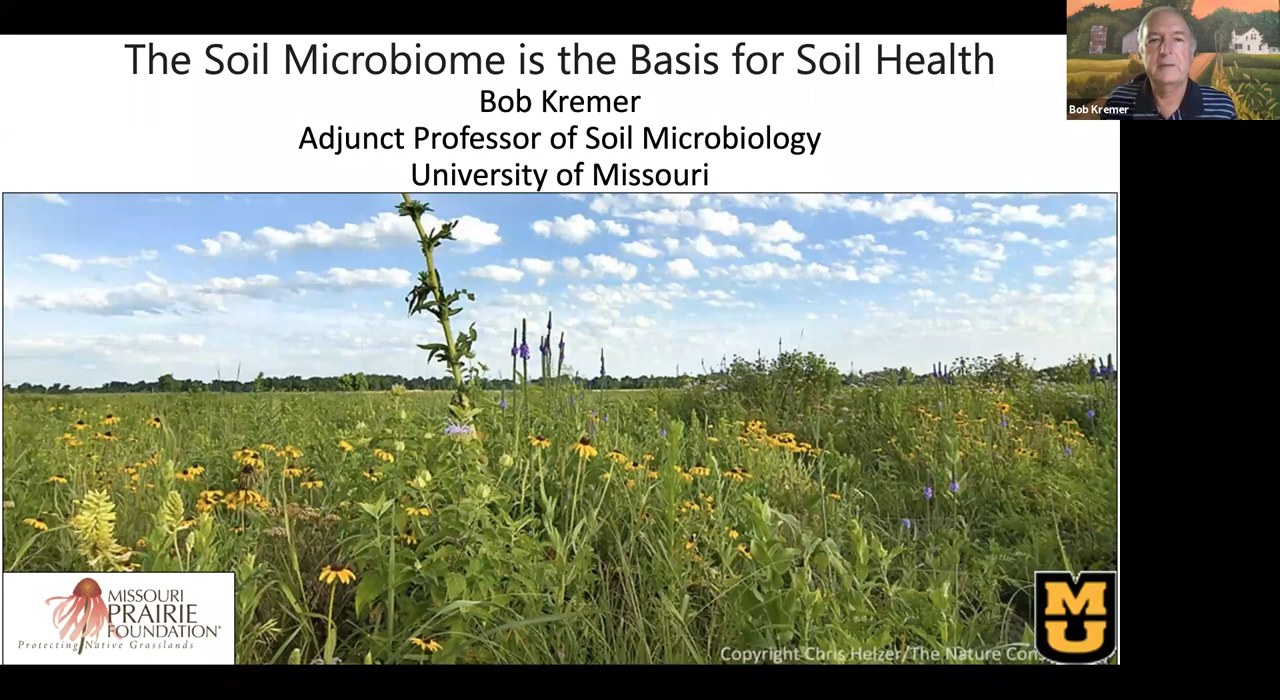 The Soil Microbiome is the Basis for Soil Health
Bob Kremer
Adjunct Professor of Soil Microbiology
University of Missouri
Bob Kremer
MISSOURI
PRAIRIE
FOUNDATION®
Protecting Native Grasslands
MU
Copyright Chris Helzer/The Nature